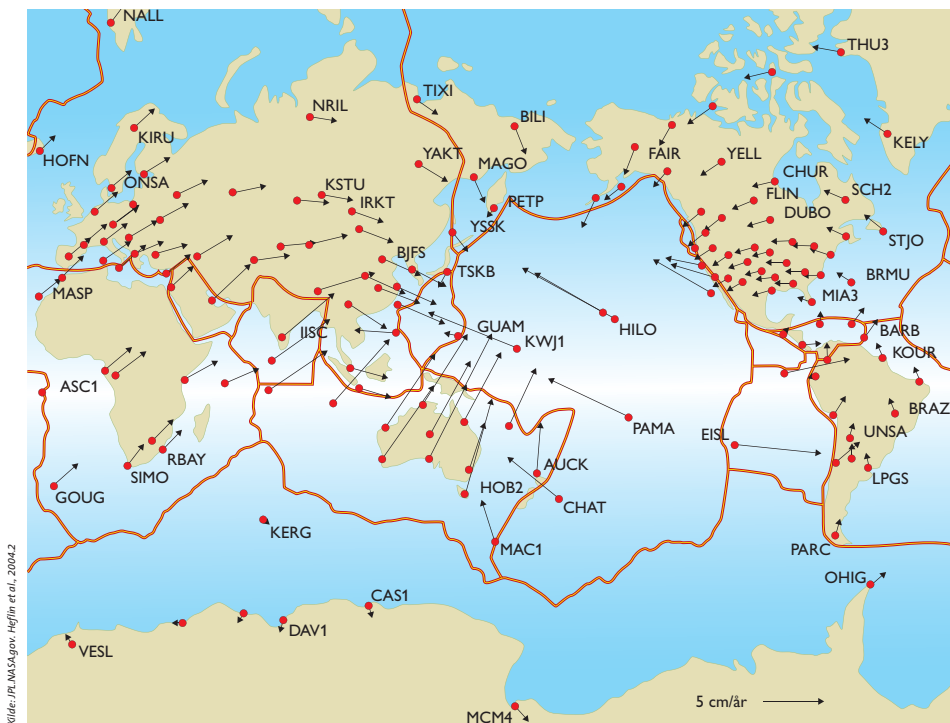 NALL
THU3
TIXI
NRIL
BILI
KIRU
KELY
HOFN
YAKT
FAIR
YELL
MAGO
CHUR
ONSA
KSTU
FLIN
SCH2
PETP
IRKT
DUBO
YSSK
STJO
BJFS
TSKB
BRMU
MASP
MIA3
IISC
GUAM
HILO
BARB
KWJ1
KOUR
ASC1
BRAZ
PAMA
EISL
UNSA
RBAY
SIMO
AUCK
LPGS
HOB2
GOUG
CHAT
KERG
MAC1
PARC
OHIG
CAS1
DAV1
VESL
5 cm/år
MCM4
Kilde: JPL.NASA.gov. Heflin et al., 2004.2